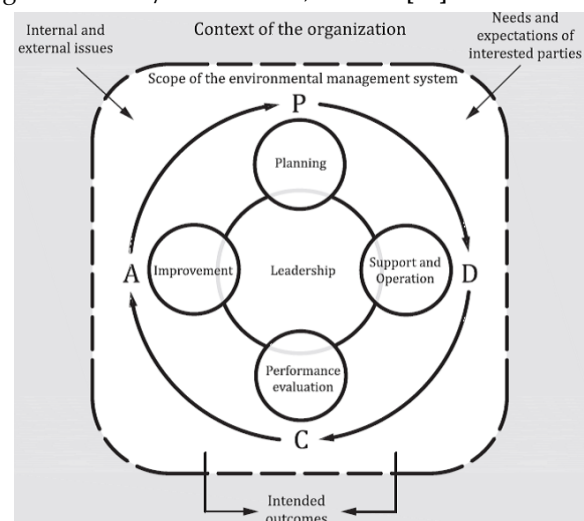 Internal and
external issues
Context of the organization
Needs and
expectations of
interested parties
Scope of the environmental management system
P
Planning
A
Improvement
Leadership
Support and
Operation
D
Performance
evaluation
C
Intended
outcomes